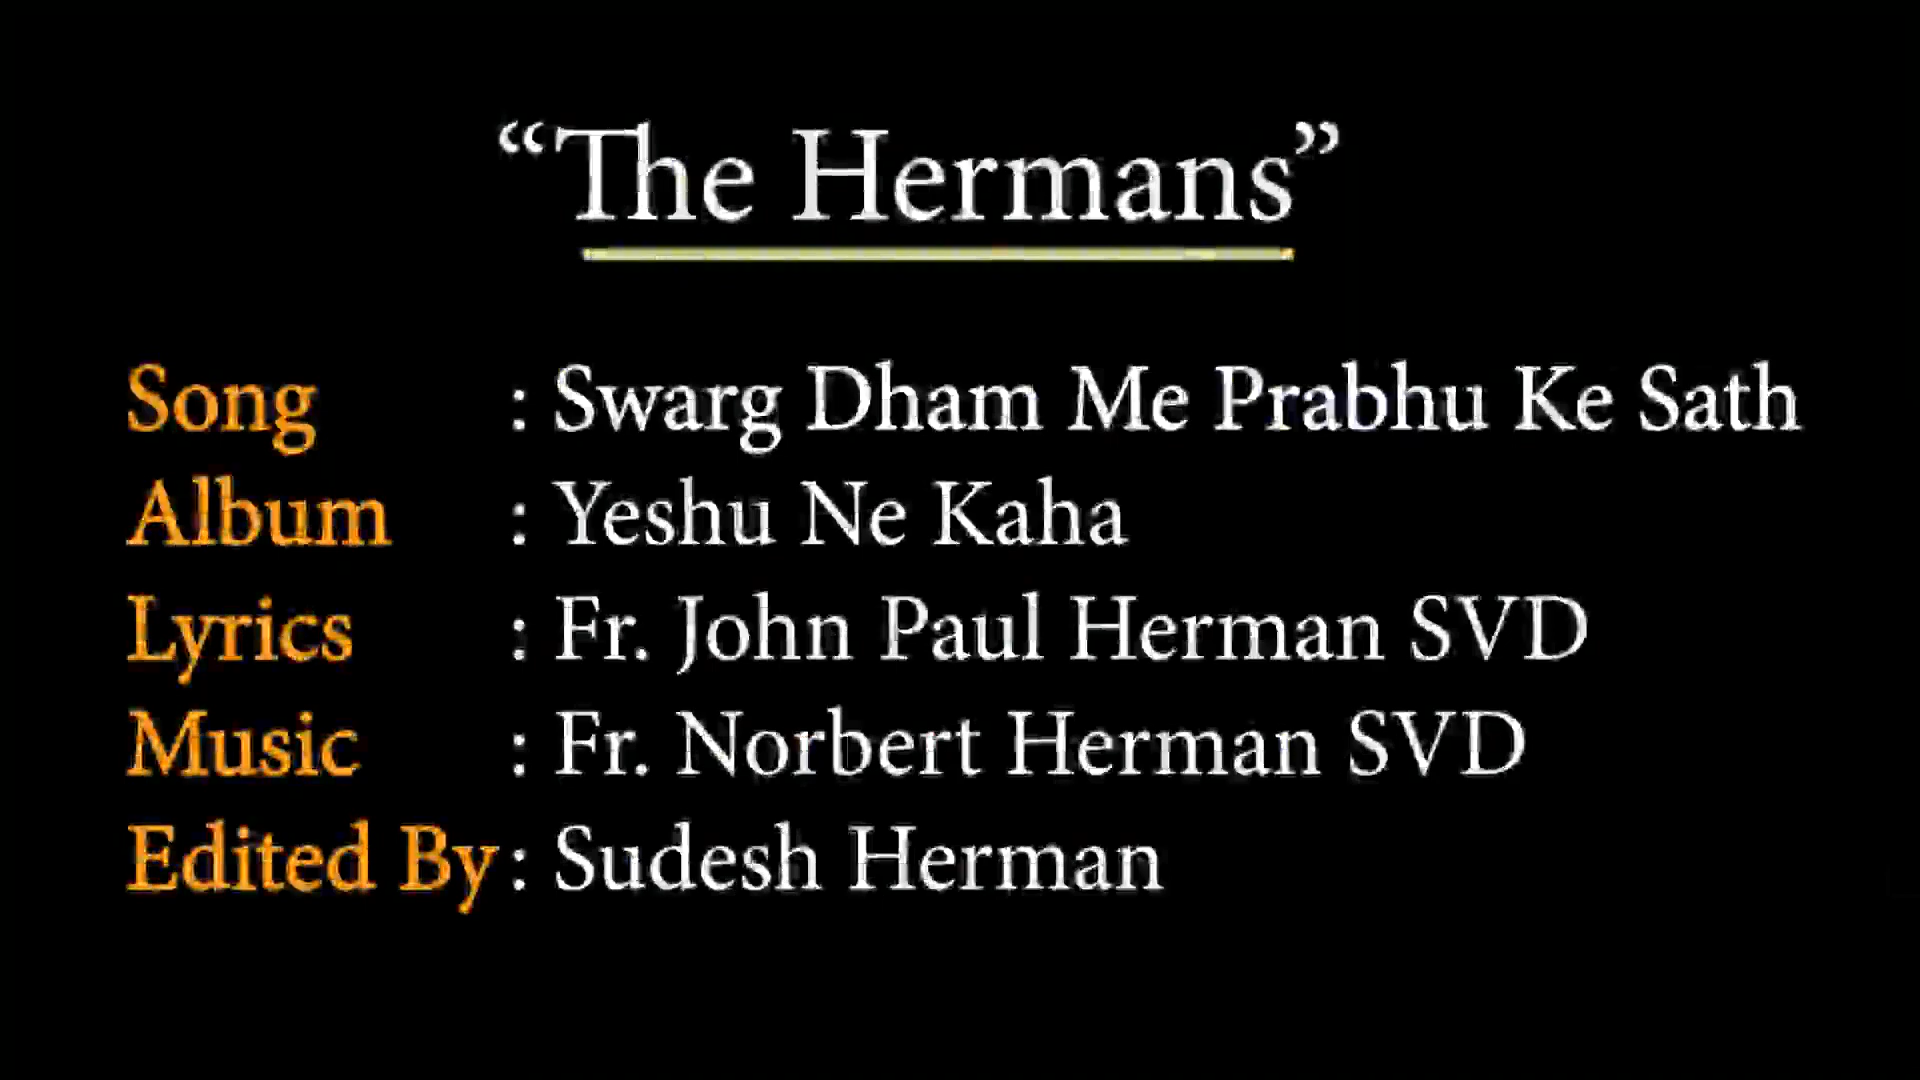 “The Hermans”
Song : Swarg Dham Me Prabhu Ke Sath
Album : Yeshu Ne Kaha
Lyrics : Fr. John Paul Herman SVD
Music : Fr. Norbert Herman SVD
Edited By : Sudesh Herman